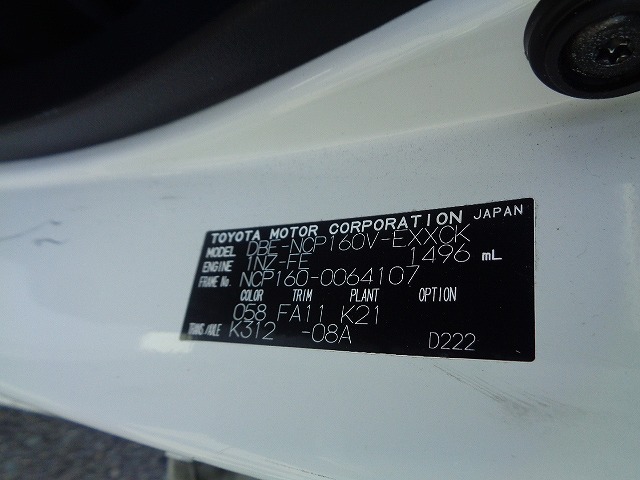 TOYOTA MOTOR CORPORATION JAPAN
MODEL DBE-NCP160V-EXXCK
ENGINE 1NZ-FE 1496 mL
FRAME No. NCP160-0064107
COLOR TRIM PLANT OPTION
058 FA11 K21
TRANS/AXLE K312 -08A D222